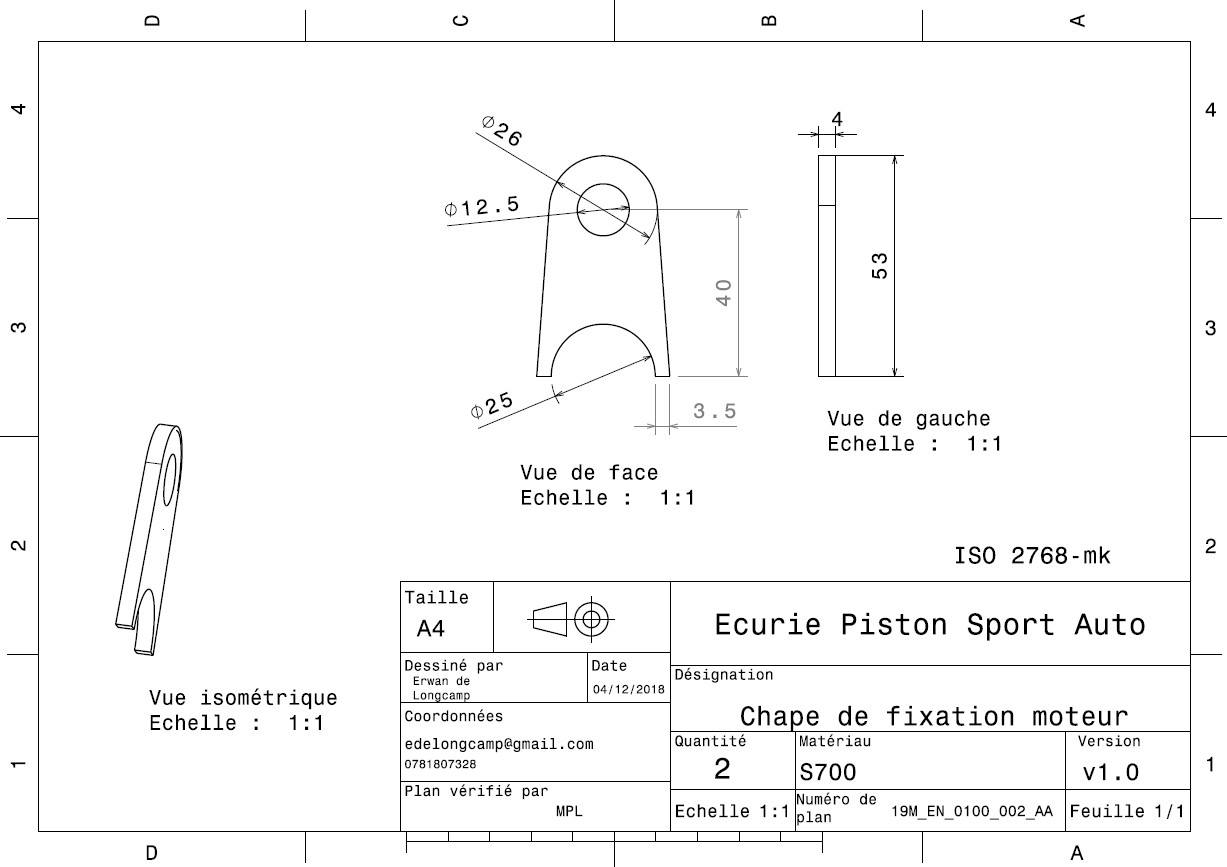 D C B A
4 4
3 3
2 2
1 1
⌀26
⌀12.5
40
⌀25
3.5
4
53
Vue de face
Echelle : 1:1
Vue de gauche
Echelle : 1:1
Vue isométrique
Echelle : 1:1
ISO 2768-mk
Taille
A4
Ecurie Piston Sport Auto
Dessiné par
Erwan de
Longcamp
Date
04/12/2018
Désignation
Chape de fixation moteur
Coordonnées
edelongcamp@gmail.com
0781807328
Quantité
2
Matériau
S700
Version
v1.0
Plan vérifié par
MPL
Echelle 1:1
Numéro de
plan
19M_EN_0100_002_AA
Feuille 1/1
D A